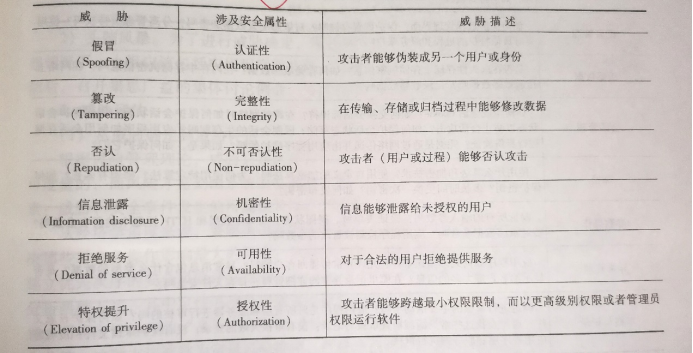 威 胁 涉及安全属性 威 胁 描 述
假冒 认证性
(Spoofing) (Authentication) 攻击者能够伪装成另一个用户或身份
篡改 完整性
(Tampering) (Integrity) 在传输、存储或归档过程中能够修改数据
否认 不可否认性
(Repudiation) (Non-repudiation) 攻击者（用户或过程）能够否认攻击
信息泄露 机密性
(Information disclosure) (Confidentiality) 信息能够泄露给未授权的用户
拒绝服务 可用性
(Denial of service) (Availability) 对于合法的用户拒绝提供服务
特权提升 授权性 攻击者能够跨越最小权限限制，而以更高级别权限或者管理员
(Elevation of privilege) (Authorization) 权限运行软件